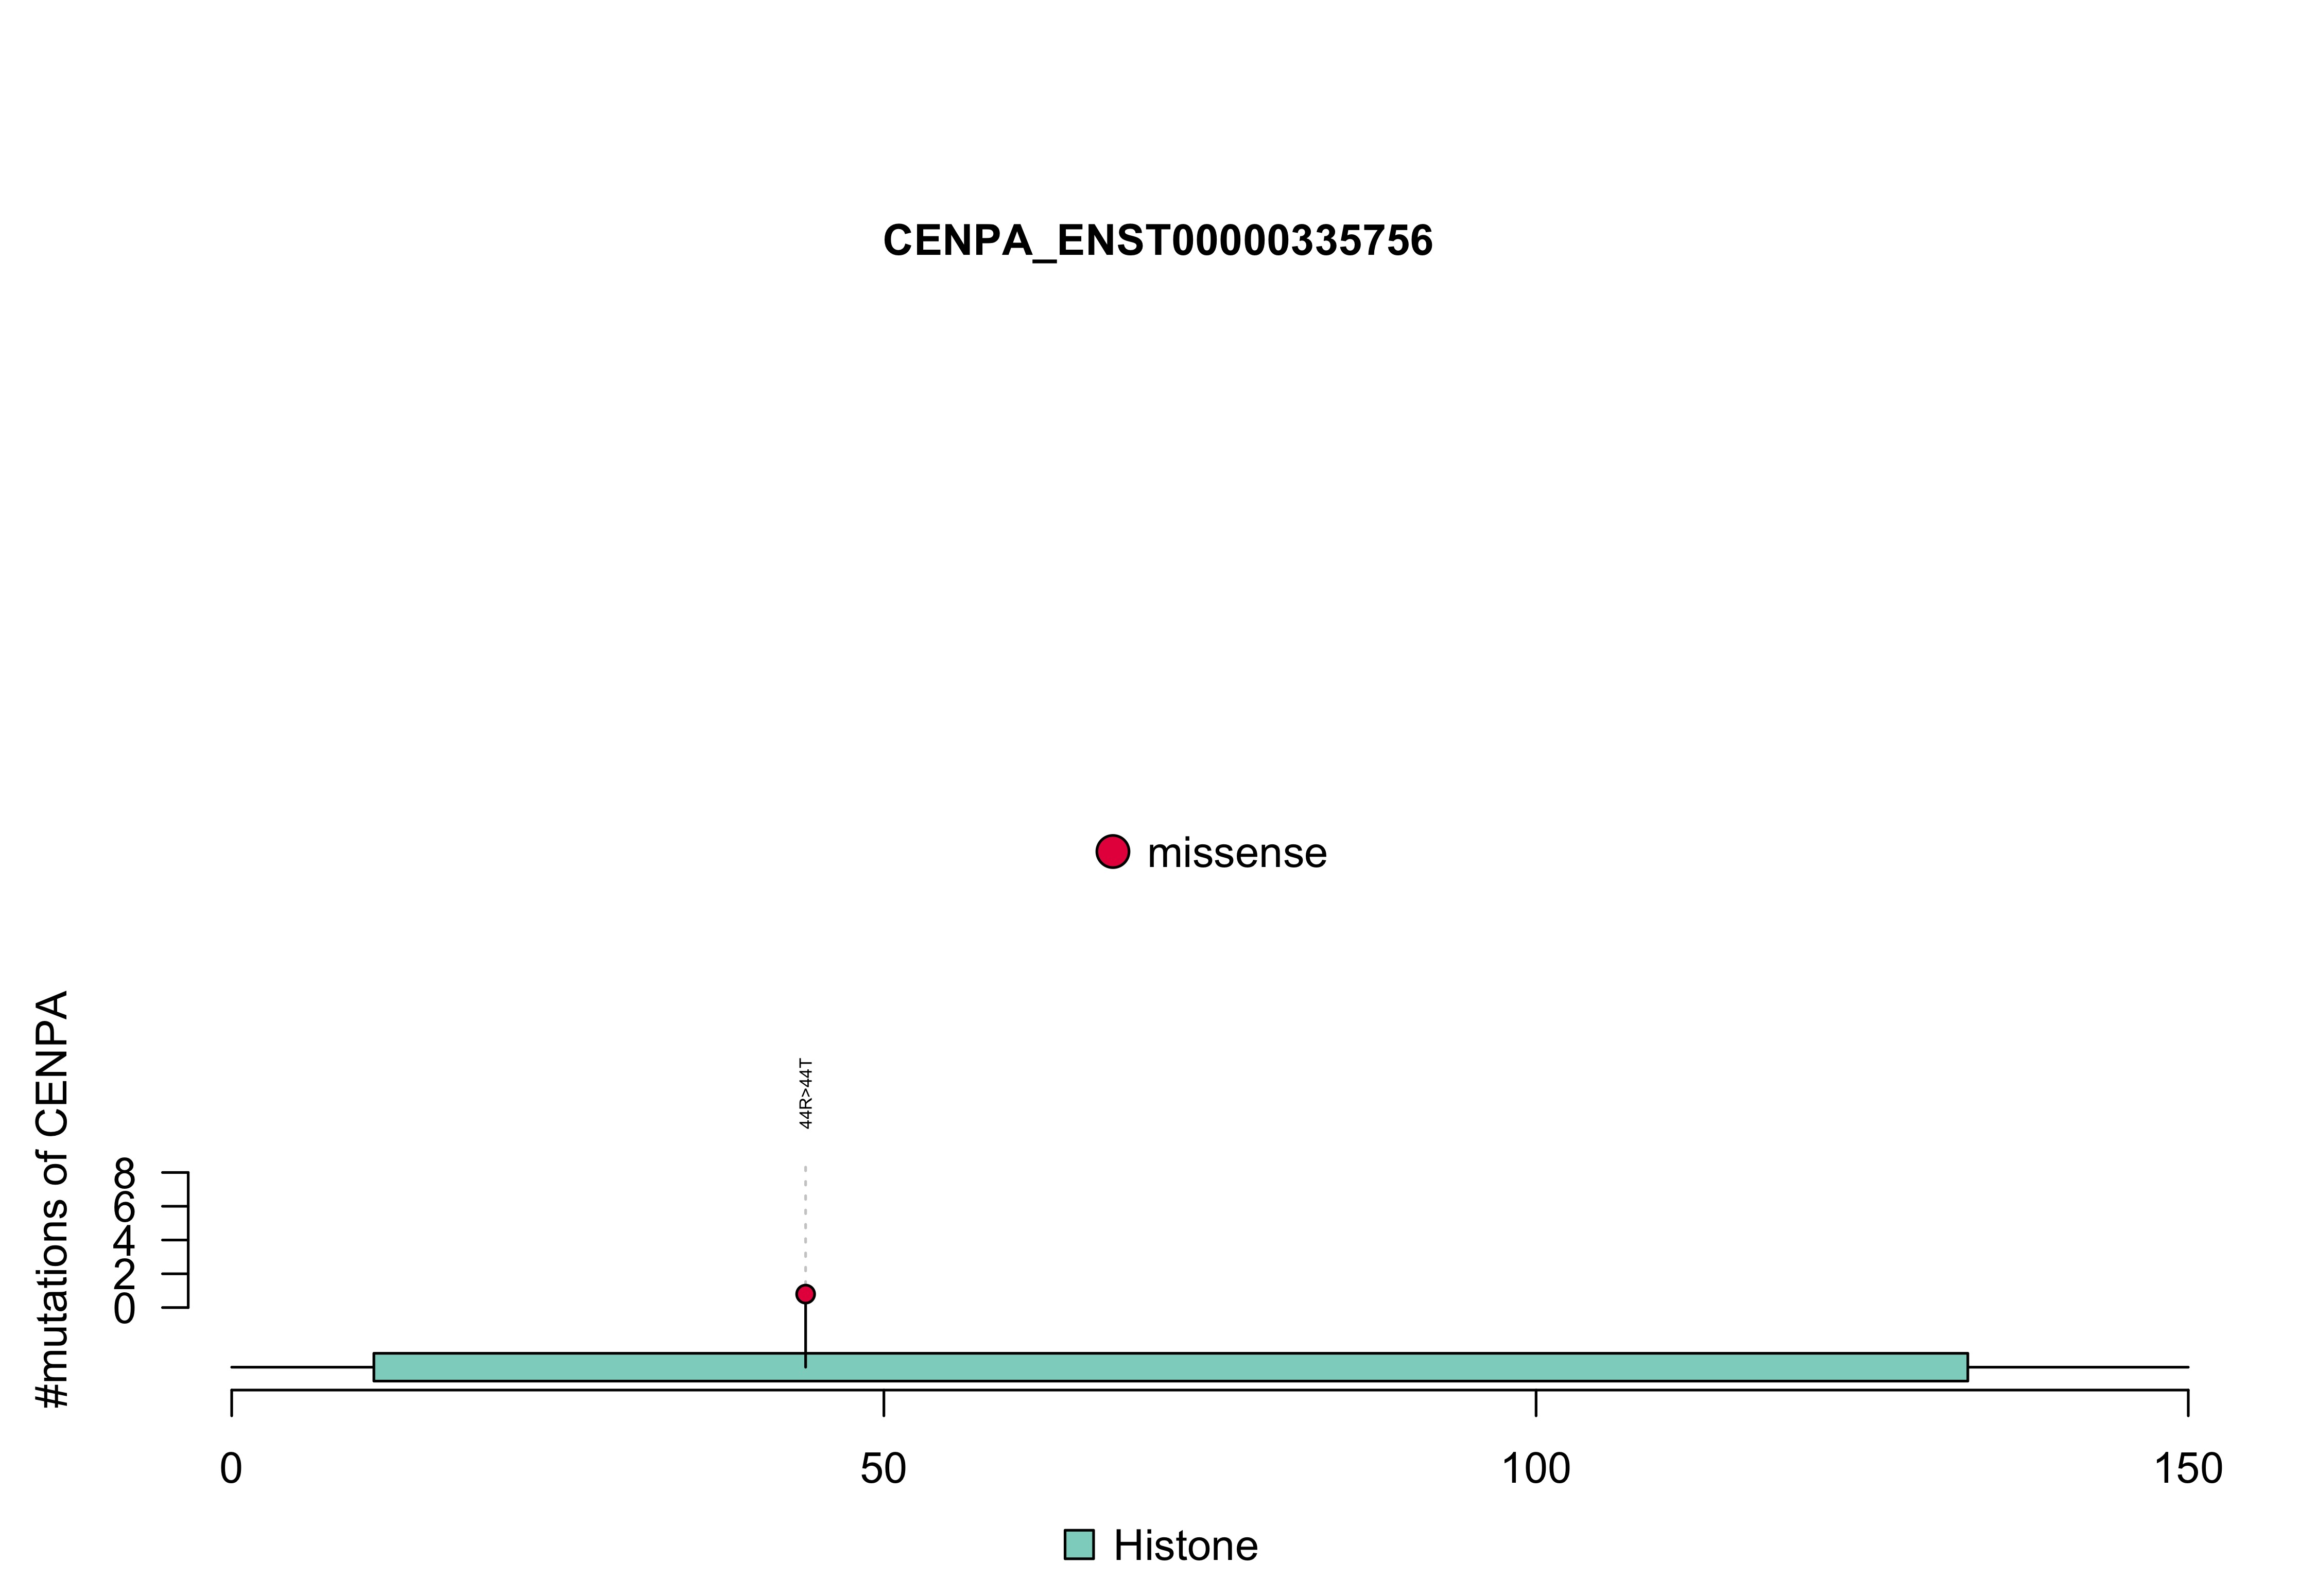 CENPA_ENST00000335756
missense
#mutations of CENPA
44R>44T
8
6
4
2
0
0 50 100 150
Histone